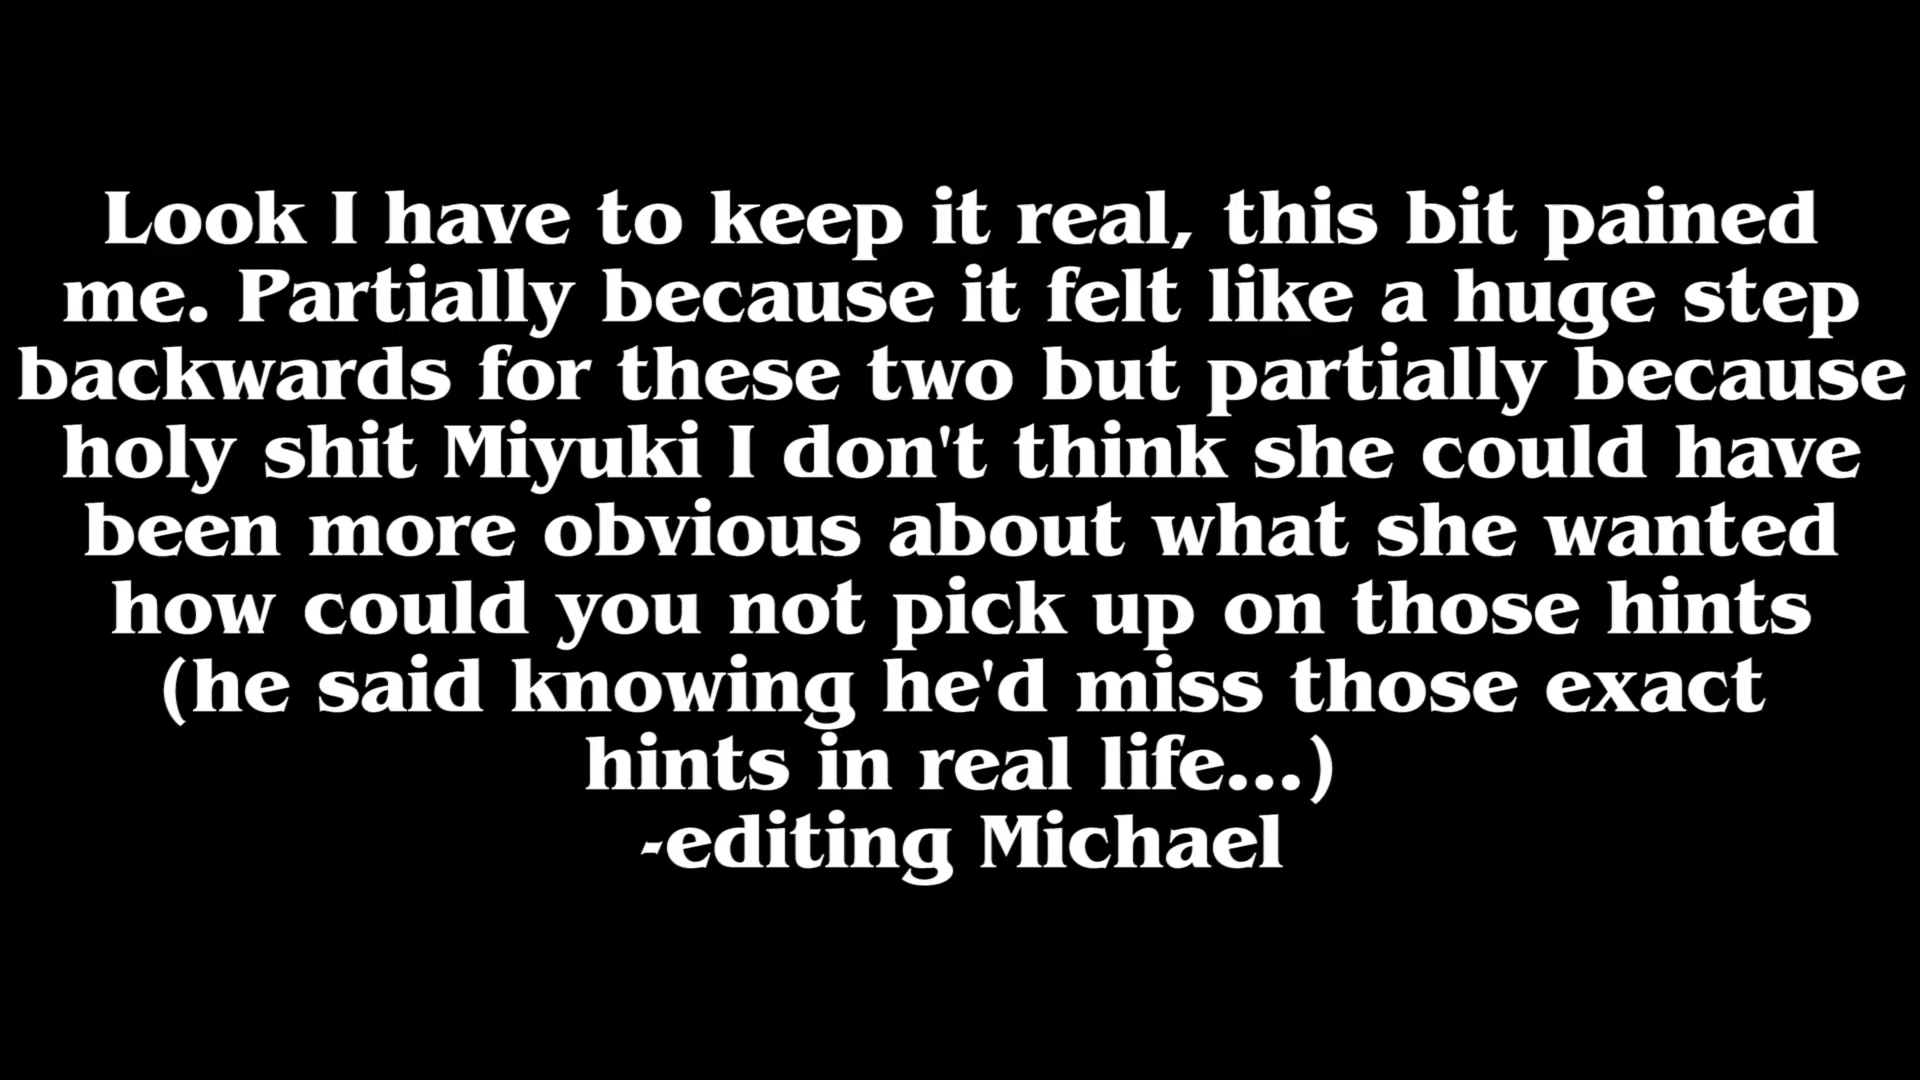 Look I have to keep it real, this bit pained
me. Partially because it felt like a huge step
backwards for these two but partially because
holy shit Miyuki I don't think she could have
been more obvious about what she wanted
how could you not pick up on those hints
(he said knowing he'd miss those exact
hints in real life...)
-editing Michael